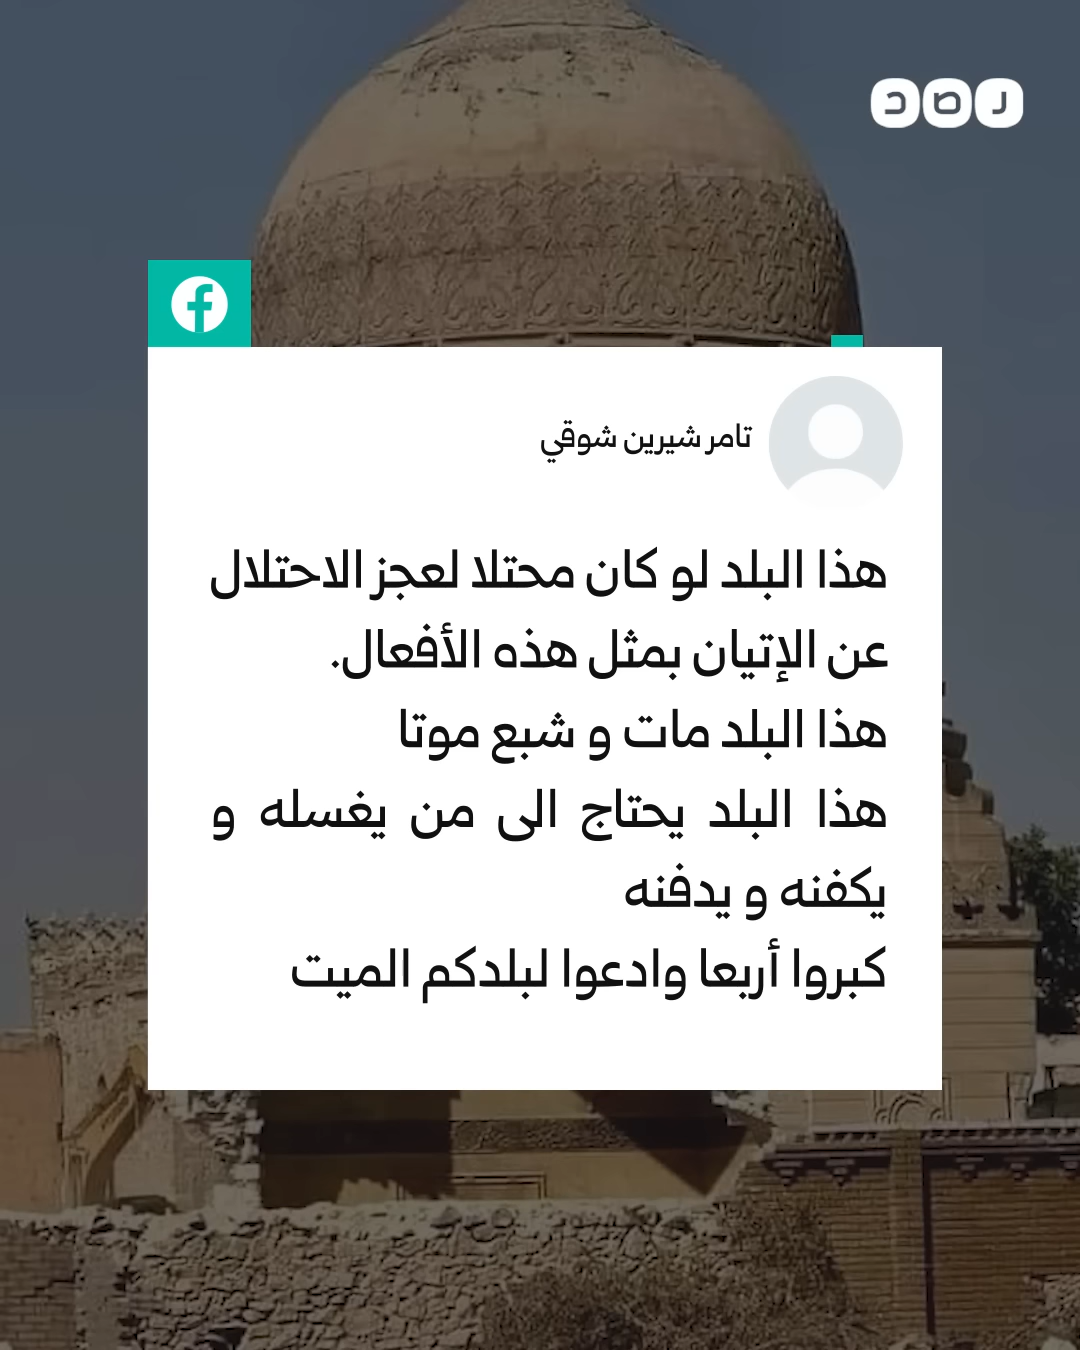 رصد
تامر شيرين شوقي
هذا البلد لو كان محتلا لعجز الاحتلال
عن الإتيان بمثل هذه الأفعال.
هذا البلد مات و شبع موتا
هذا البلد يحتاج الى من يغسله و
يكفنه و يدفنه
كبروا أربعا وادعوا لبلدكم الميت